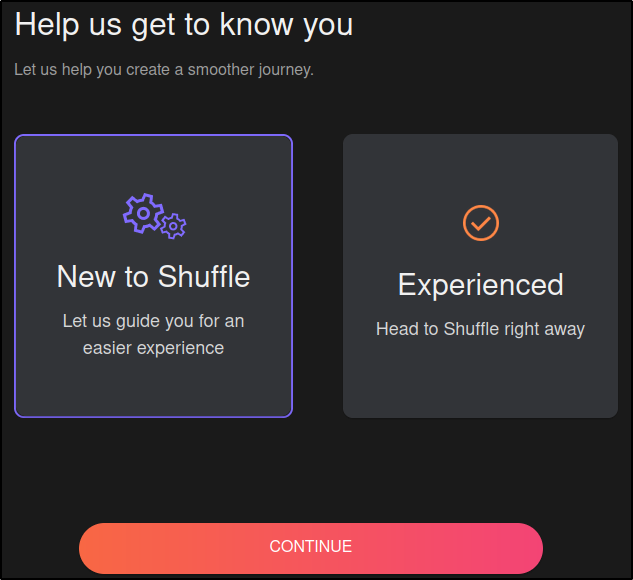 Help us get to know you
Let us help you create a smoother journey.
New to Shuffle
Let us guide you for an
easier experience
Experienced
Head to Shuffle right away
CONTINUE